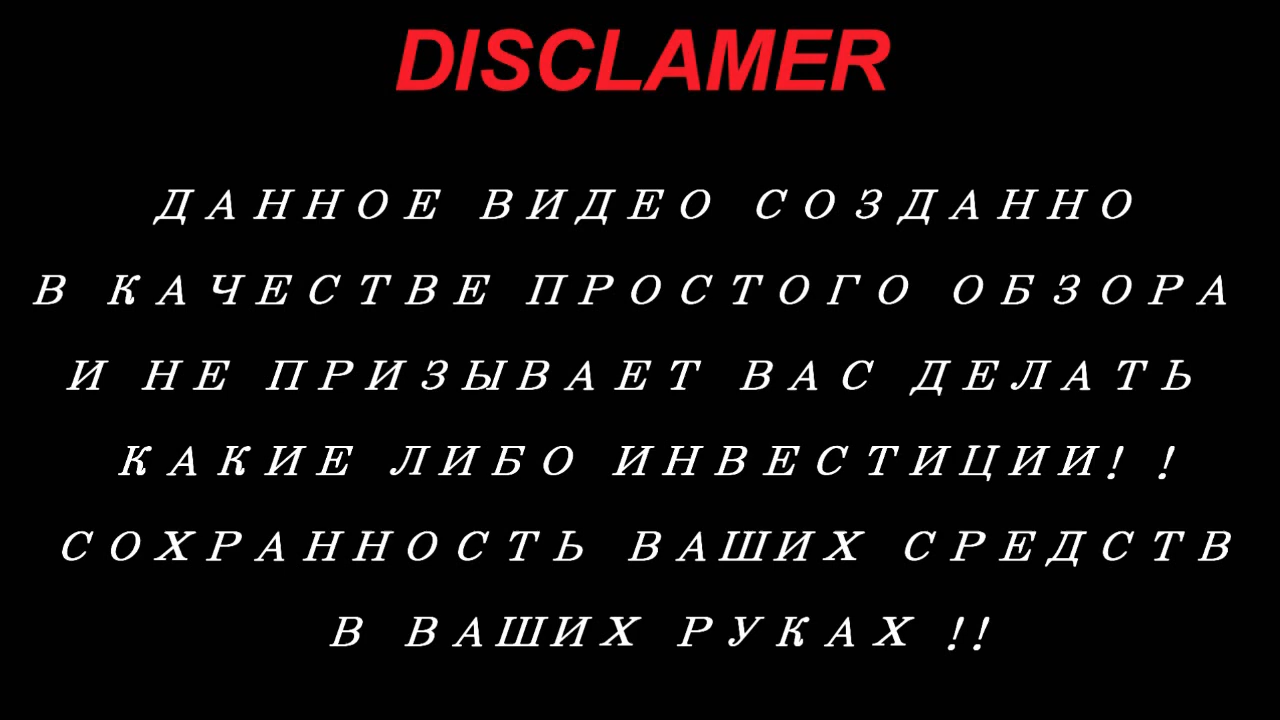 DISCLAMER
ДАННОЕ ВИДЕО СОЗДАННО
В КАЧЕСТВЕ ПРОСТОГО ОБЗОРА
И НЕ ПРИЗЫВАЕТ ВАС ДЕЛАТЬ
КАКИЕ ЛИБО ИНВЕСТИЦИИ! !
СОХРАННОСТЬ ВАШИХ СРЕДСТВ
В ВАШИХ РУКАХ !!